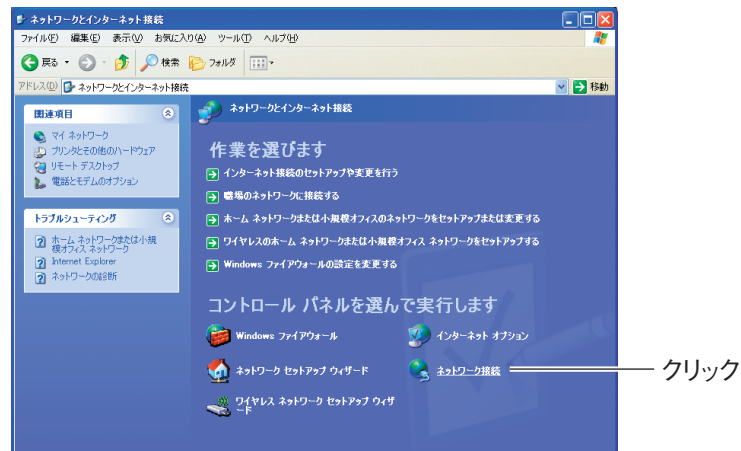 ネットワークとインターネット接続
ファイル(F) 編集(E) 表示(V) お気に入り(A) ツール(T) ヘルプ(H)
戻る 検索 フォルダ
アドレス(D) ネットワークとインターネット接続 移動
関連項目
マイ ネットワーク
プリンタとその他のハードウェア
リモート デスクトップ
電話とモデムのオプション
トラブルシューティング
ホーム ネットワークまたは小規
模オフィス ネットワーク
Internet Explorer
ネットワークの診断
ネットワークとインターネット接続
作業を選びます
インターネット接続のセットアップや変更を行う
職場のネットワークに接続する
ホーム ネットワークまたは小規模オフィスのネットワークをセットアップまたは変更する
ワイヤレスのホーム ネットワークまたは小規模オフィス ネットワークをセットアップする
Windows ファイアウォールの設定を変更する
コントロール パネルを選んで実行します
Windows ファイアウォール
インターネット オプション
ネットワーク セットアップ ウィザード
ネットワーク接続
クリック
ワイヤレス ネットワーク セットアップ ウィザ
ード